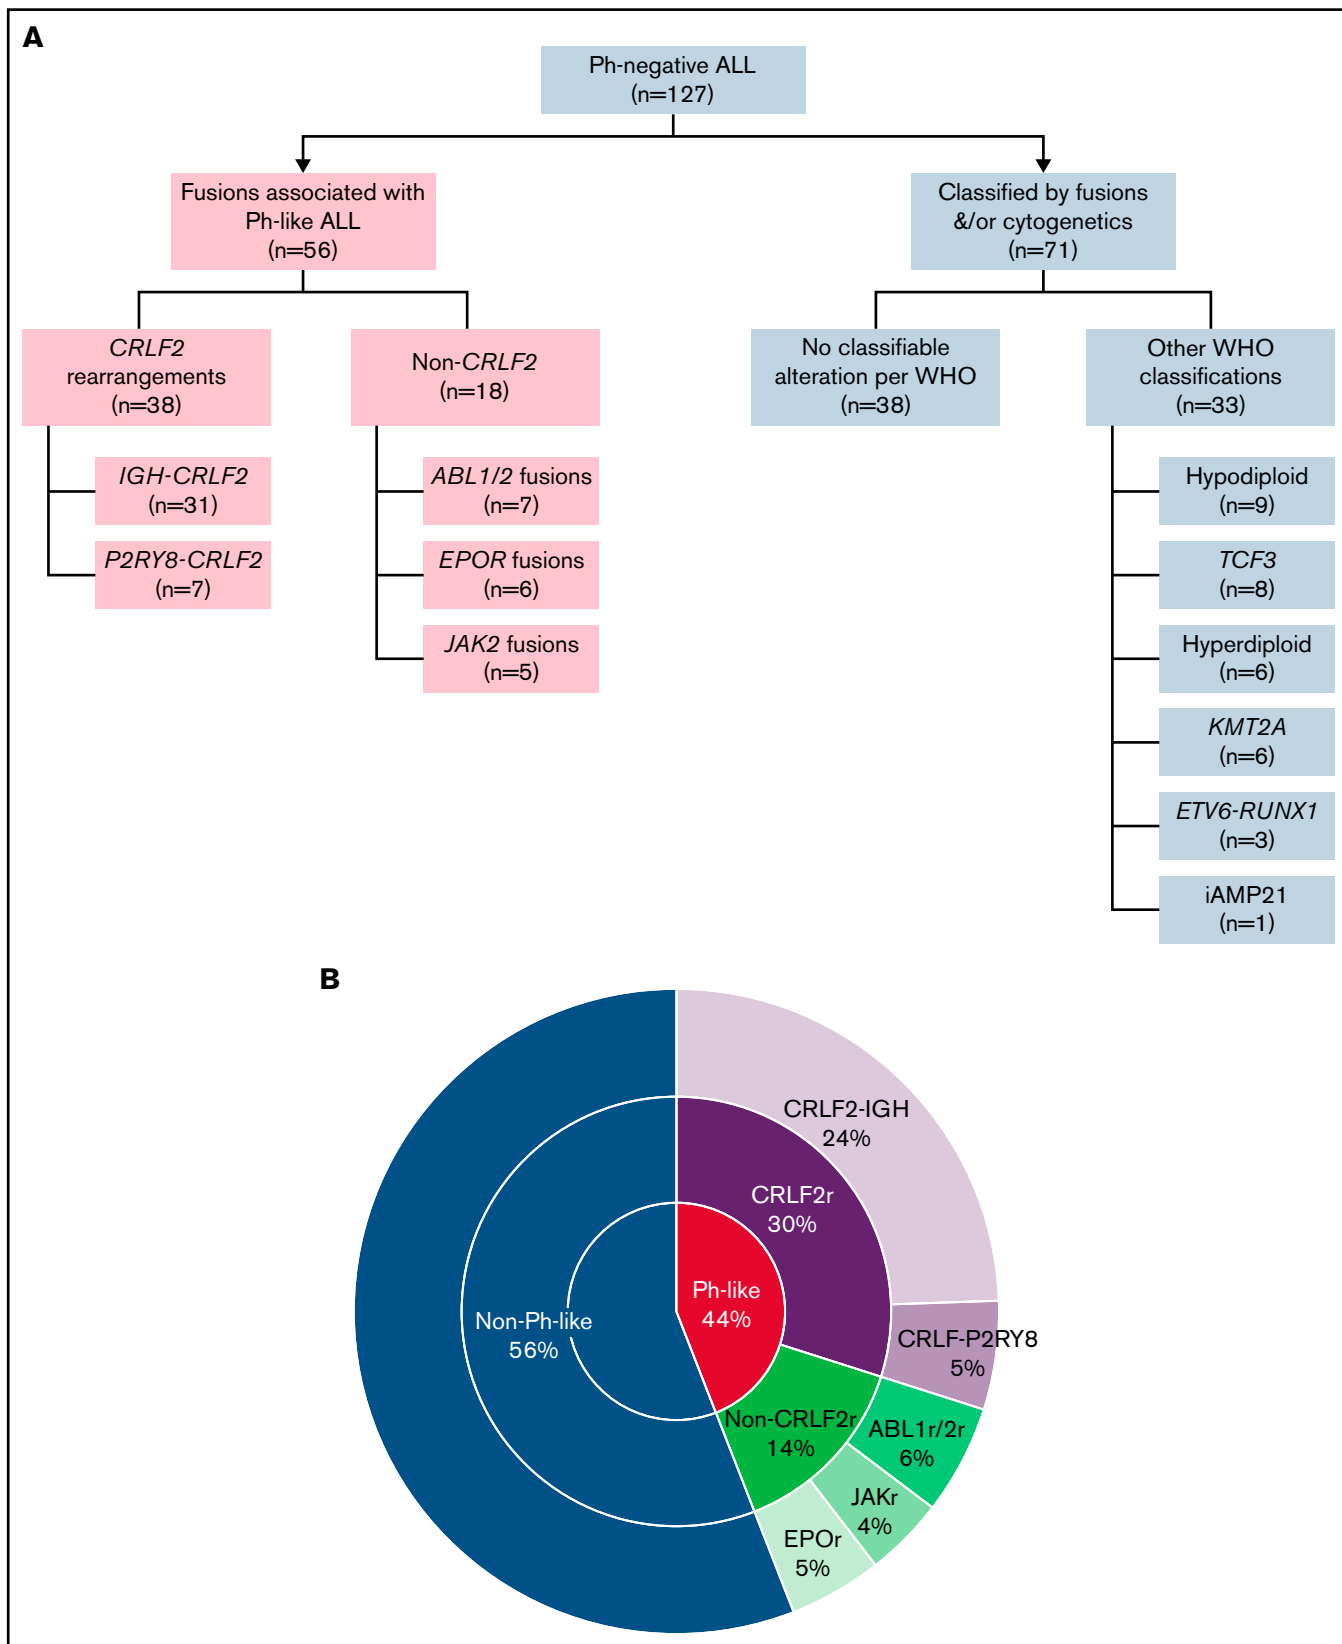 A
Ph-negative ALL
(n=127)
Fusions associated with
Ph-like ALL
(n=56)
Classified by fusions
&/or cytogenetics
(n=71)
CRLF2
rearrangements
(n=38)
Non-CRLF2
(n=18)
No classifiable
alteration per WHO
(n=38)
Other WHO
classifications
(n=33)
IGH-CRLF2
(n=31)
P2RY8-CRLF2
(n=7)
ABL1/2 fusions
(n=7)
EPOR fusions
(n=6)
JAK2 fusions
(n=5)
Hypodiploid
(n=9)
TCF3
(n=8)
Hyperdiploid
(n=6)
KMT2A
(n=6)
ETV6-RUNX1
(n=3)
iAMP21
(n=1)
B
CRLF2-IGH
24%
CRLF2r
30%
Ph-like
44%
Non-Ph-like
56%
CRLF-P2RY8
5%
Non-CRLF2r
14%
ABL1r/2r
6%
JAKr
4%
EPOr
5%